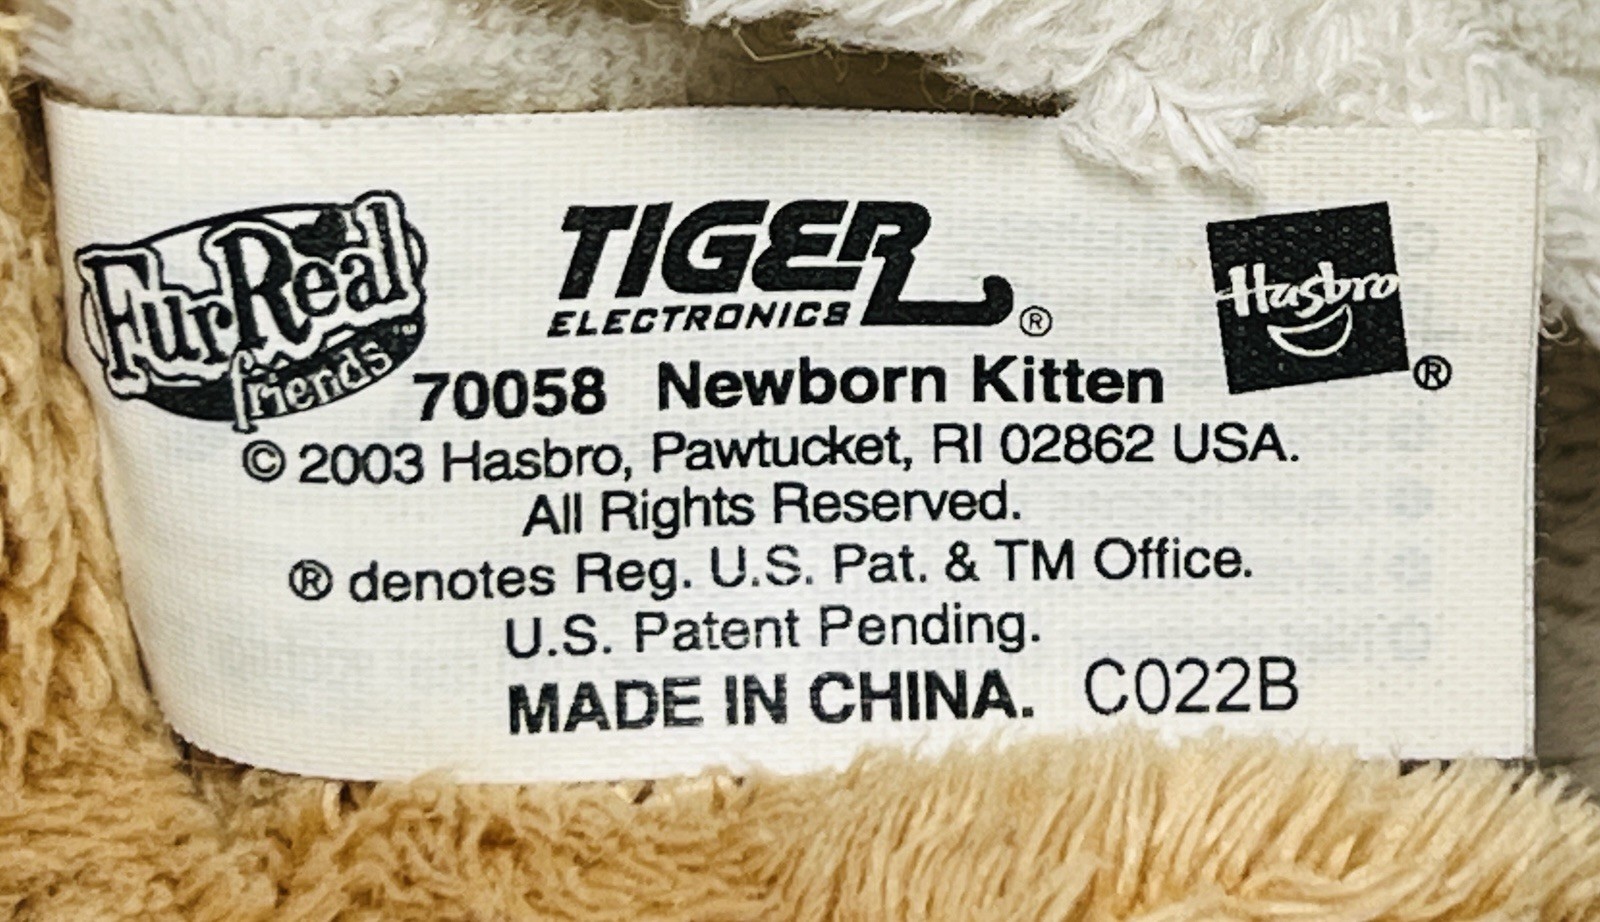 FurReal friends™
TIGER
ELECTRONICS®
Hasbro®
70058 Newborn Kitten
© 2003 Hasbro, Pawtucket, RI 02862 USA.
All Rights Reserved.
® denotes Reg. U.S. Pat. & TM Office.
U.S. Patent Pending.
MADE IN CHINA. C022B